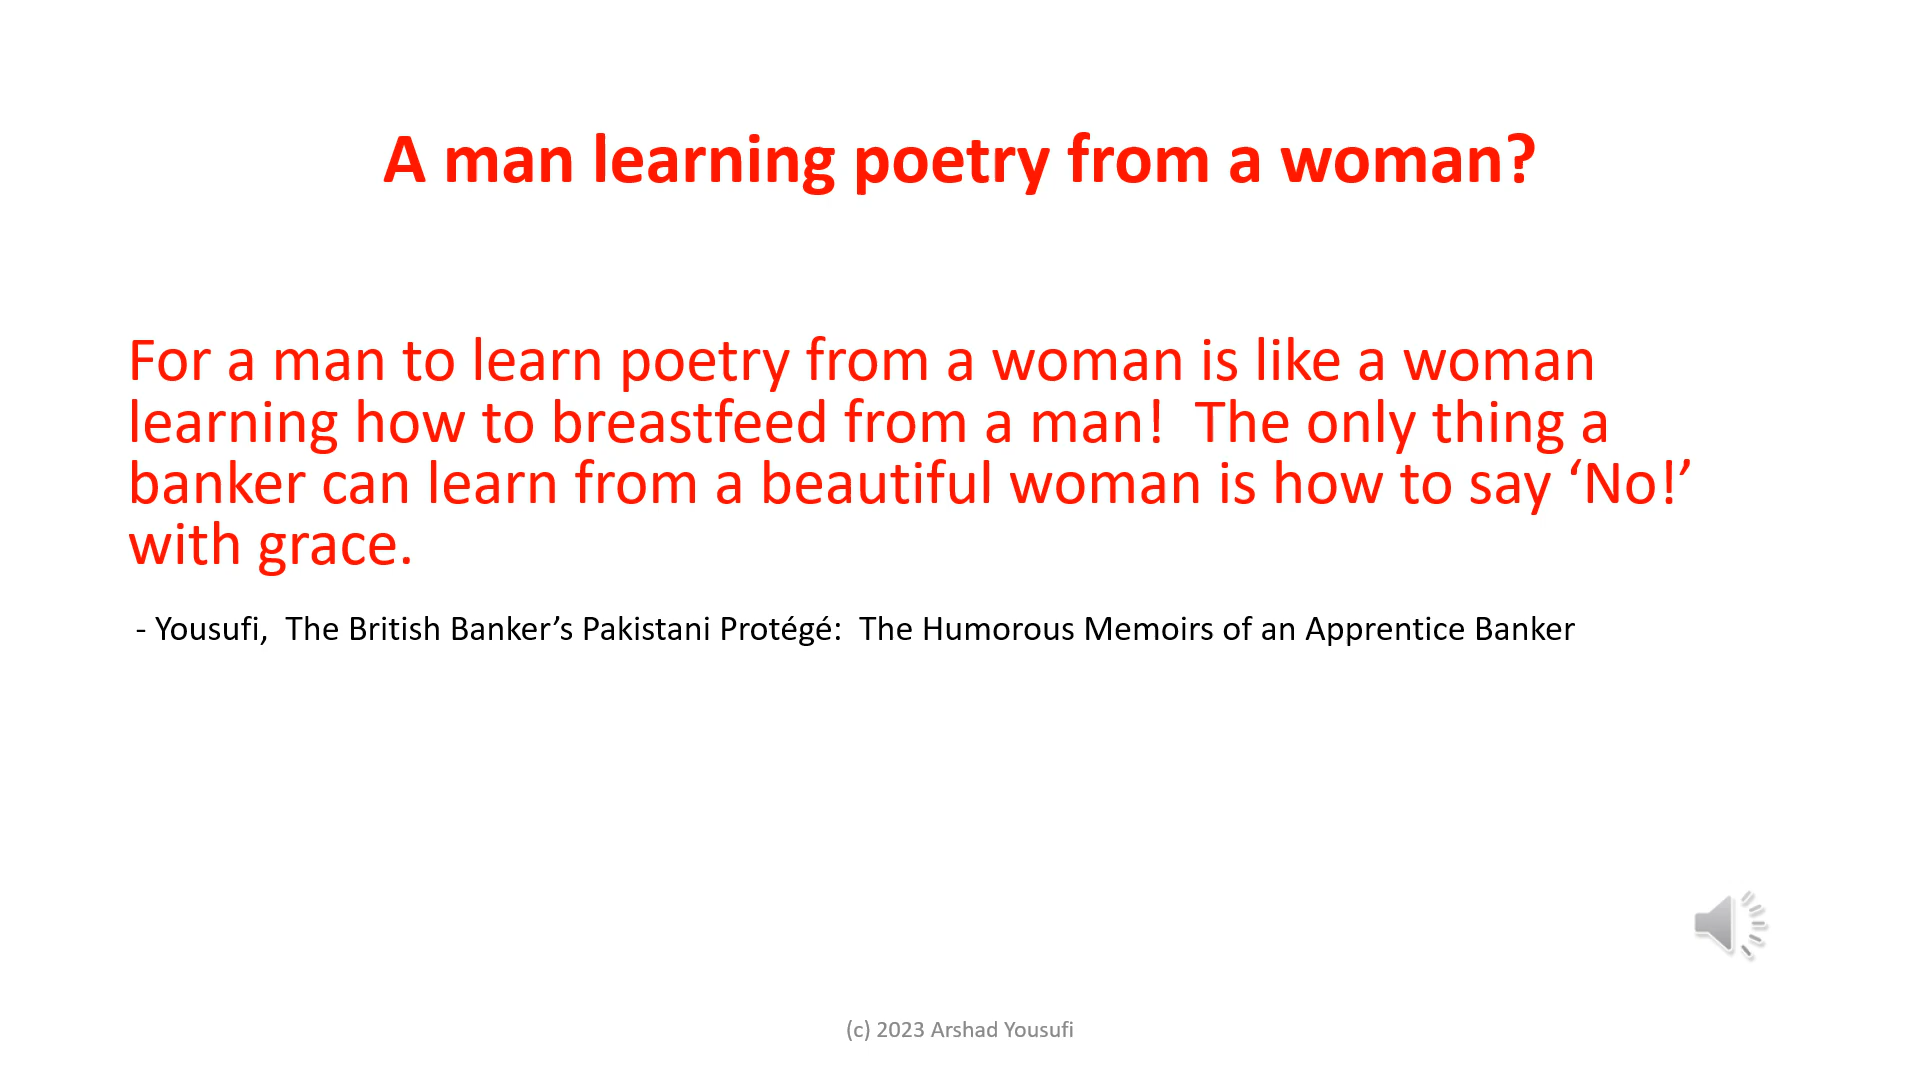 A man learning poetry from a woman?
For a man to learn poetry from a woman is like a woman
learning how to breastfeed from a man!  The only thing a
banker can learn from a beautiful woman is how to say ‘No!’
with grace.
- Yousufi,  The British Banker’s Pakistani Protégé:  The Humorous Memoirs of an Apprentice Banker
(c) 2023 Arshad Yousufi